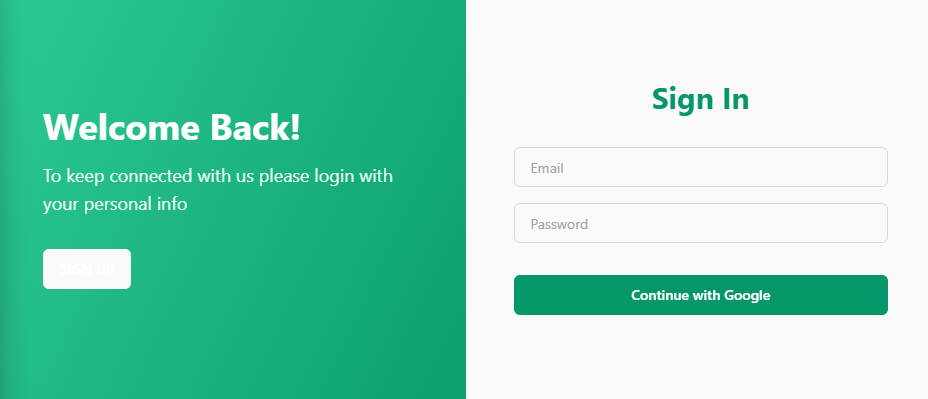 Welcome Back!
To keep connected with us please login with
your personal info
SIGN UP
Sign In
Email
Password
Continue with Google